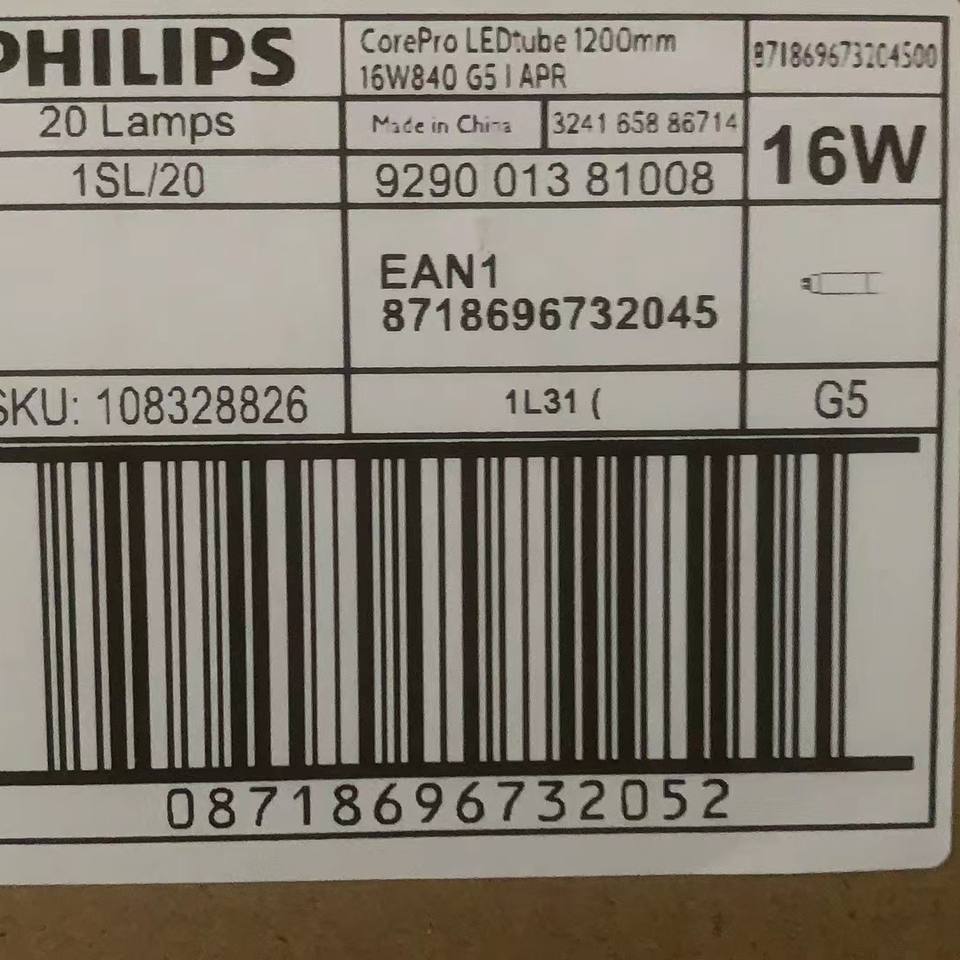 PHILIPS
CorePro LEDtube 1200mm
16W840 G5 I APR
871869673204500
20 Lamps
Made in China
3241 658 86714
16W
1SL/20
9290 013 81008
EAN1
8718696732045
SKU: 108328826
1L31 (
G5
08718696732052